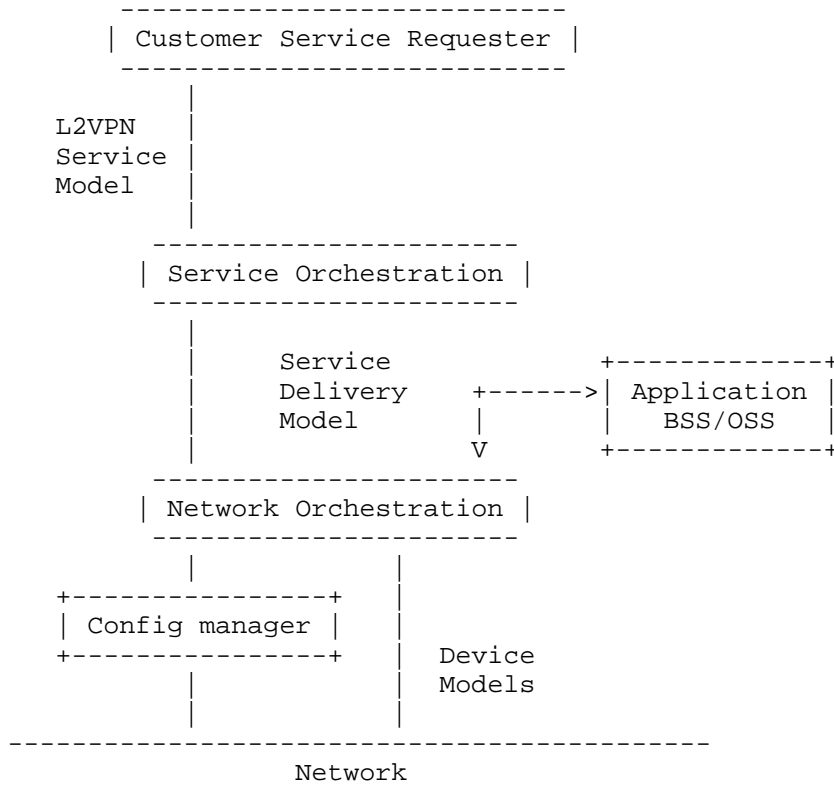 Customer Service Requester
L2VPN
Service
Model
Service Orchestration
Service
Delivery
Model
Application
BSS/OSS
V
Network Orchestration
Config manager
Device
Models
Network